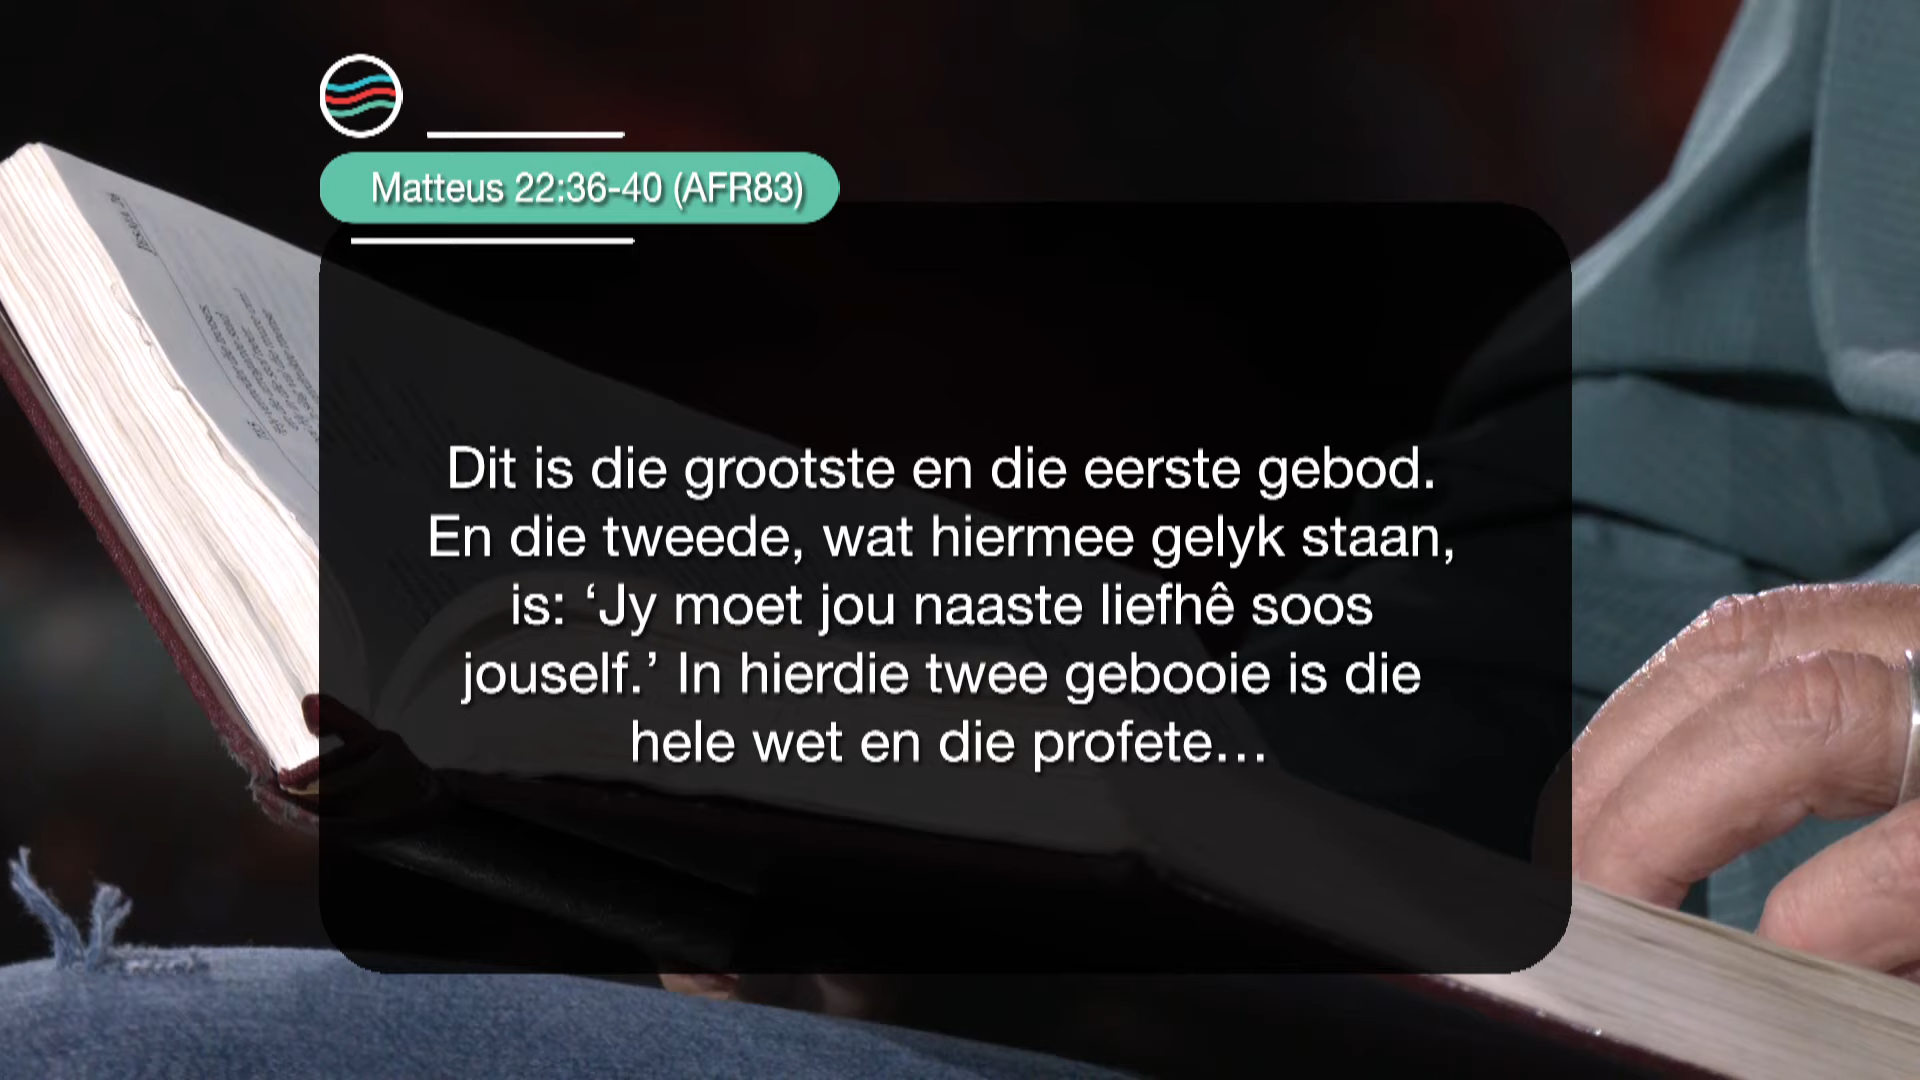 Matteus 22:36-40 (AFR83)
Dit is die grootste en die eerste gebod.
En die tweede, wat hiermee gelyk staan,
is: ‘Jy moet jou naaste liefhê soos
jouself.’ In hierdie twee gebooie is die
hele wet en die profete…